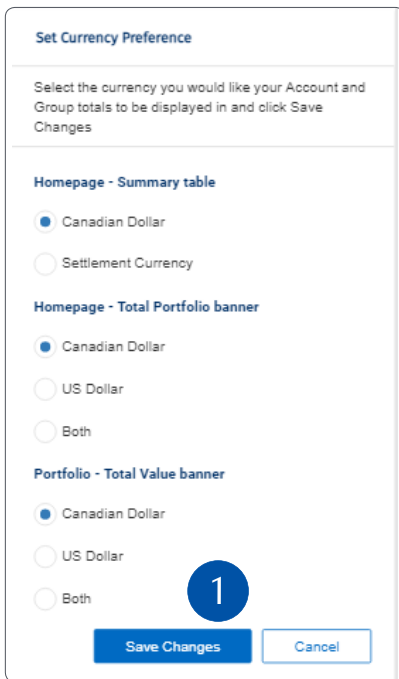 Set Currency Preference
Select the currency you would like your Account and
Group totals to be displayed in and click Save
Changes
Homepage - Summary table
Canadian Dollar
Settlement Currency
Homepage - Total Portfolio banner
Canadian Dollar
US Dollar
Both
Portfolio - Total Value banner
Canadian Dollar
US Dollar
Both
1
Save Changes
Cancel